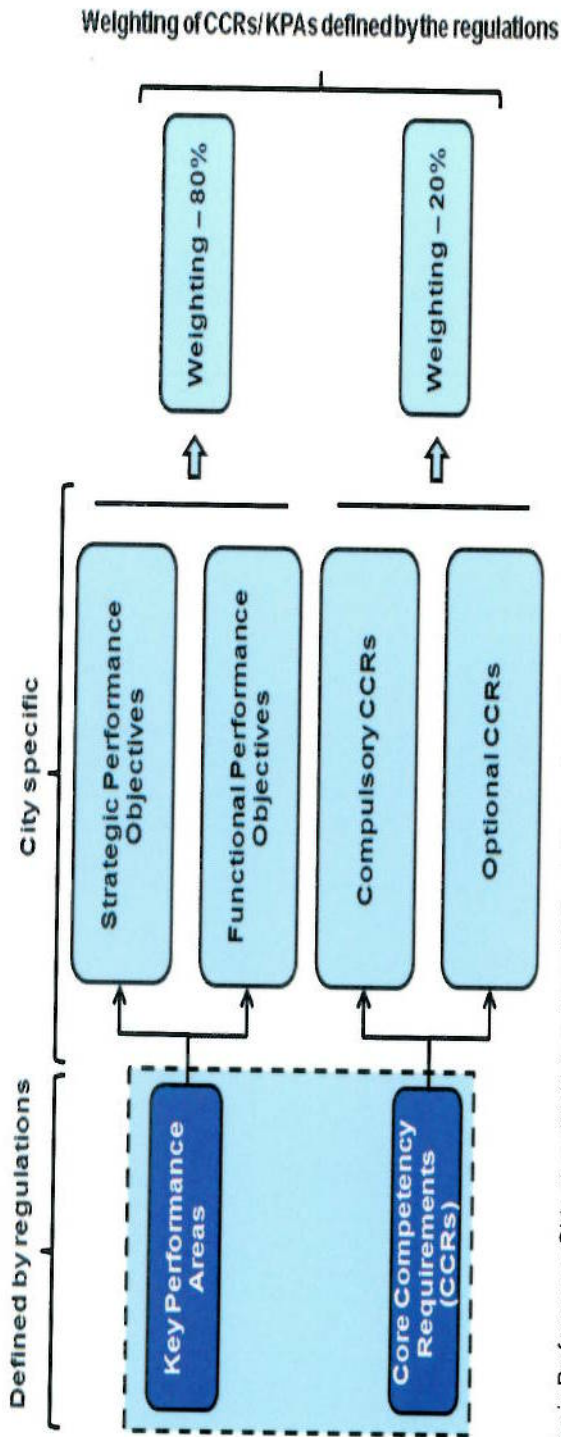 Weighting of CCRs/ KPAs defined by the regulations
Defined by regulations
City specific
Key Performance
Areas
Strategic Performance
Objectives
Functional Performance
Objectives
Weighting – 80%
Core Competency
Requirements
(CCRs)
Compulsory CCRs
Optional CCRs
Weighting – 20%